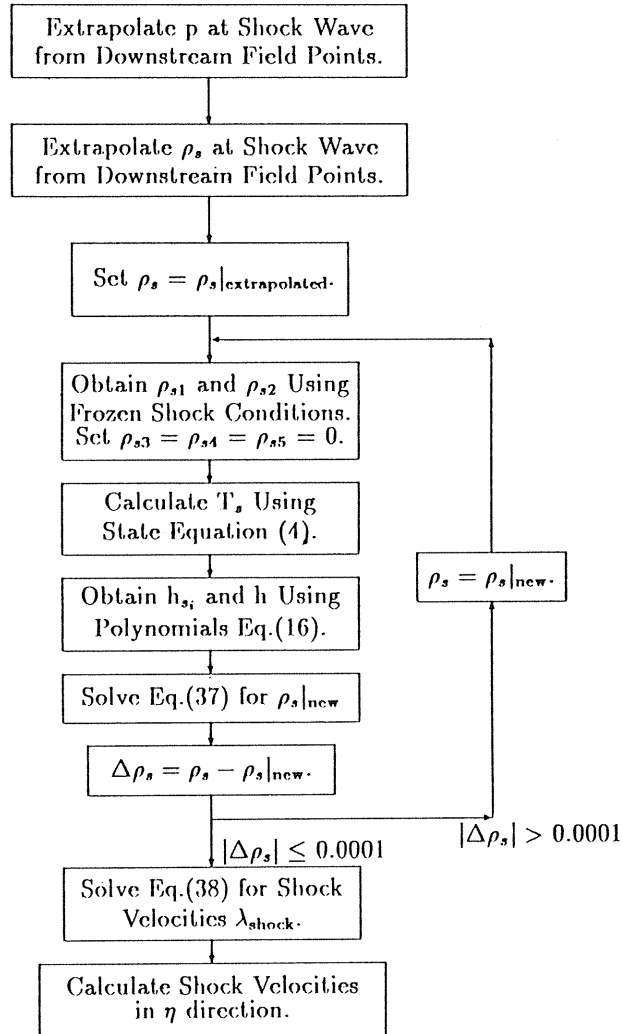 Extrapolate p at Shock Wave
from Downstream Field Points.
Extrapolate ρₛ at Shock Wave
from Downstream Field Points.
Set ρₛ = ρₛ|extrapolated.
Obtain ρₛ₁ and ρₛ₂ Using
Frozen Shock Conditions.
Set ρₛ₃ = ρₛ₄ = ρₛ₅ = 0.
Calculate Tₛ Using
State Equation (4).
Obtain hₛᵢ and h Using
Polynomials Eq.(16).
Solve Eq.(37) for ρₛ|new
Δρₛ = ρₛ − ρₛ|new.
ρₛ = ρₛ|new.
|Δρₛ| ≤ 0.0001
|Δρₛ| > 0.0001
Solve Eq.(38) for Shock
Velocities λshock.
Calculate Shock Velocities
in η direction.